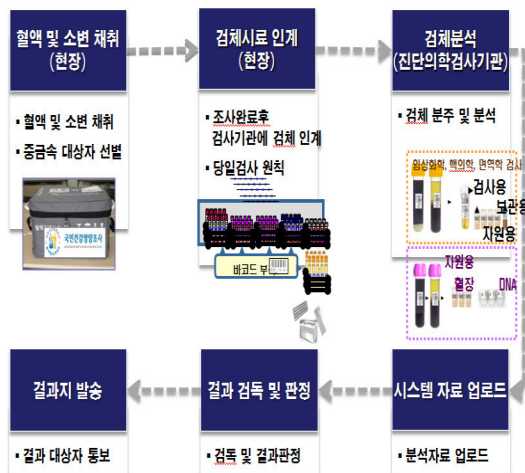 혈액 및 소변 채취
(현장)
▪ 혈액 및 소변 채취
▪ 중금속 대상자 선별
국민건강영양조사
검체시료 인계
(현장)
▪ 조사완료후
검사기관에 검체 인계
▪ 당일검사 원칙
바코드 부
검체분석
(진단의학검사기관)
▪ 검체 분주 및 분석
임상화학, 핵의학, 면역학 검사
검사용
보관용
자원용
자원용
혈장
DNA
결과지 발송
▪ 결과 대상자 통보
결과 검독 및 판정
▪ 검독 및 결과판정
시스템 자료 업로드
▪ 분석자료 업로드